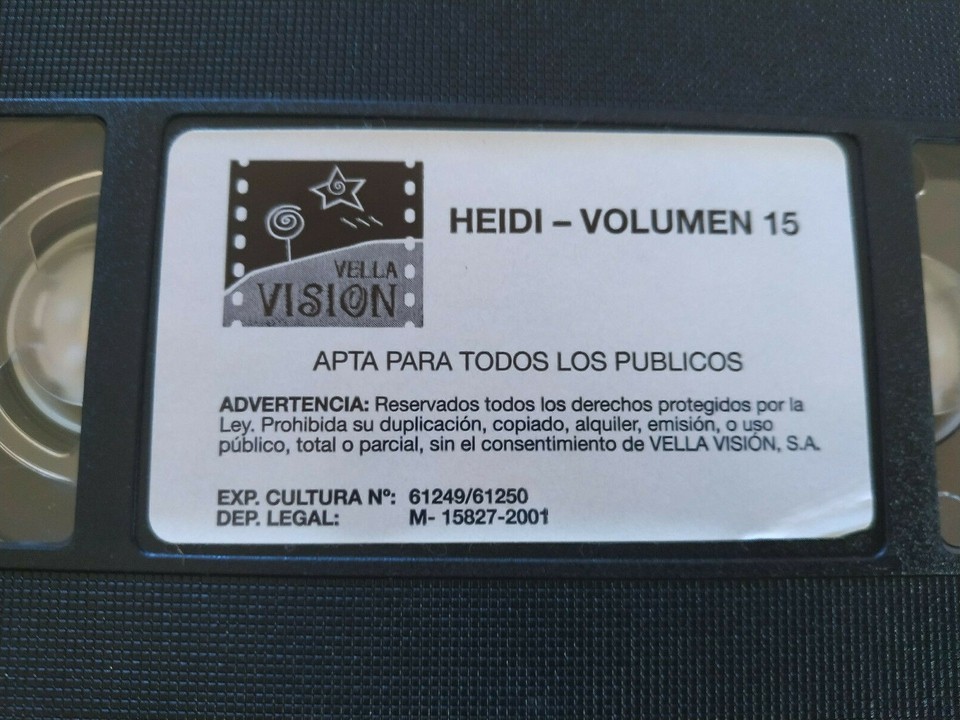 HEIDI – VOLUMEN 15
VELLA
VISION
APTA PARA TODOS LOS PUBLICOS
ADVERTENCIA: Reservados todos los derechos protegidos por la
Ley. Prohibida su duplicación, copiado, alquiler, emisión, o uso
público, total o parcial, sin el consentimiento de VELLA VISIÓN, S.A.
EXP. CULTURA Nº: 61249/61250
DEP. LEGAL: M- 15827-2001